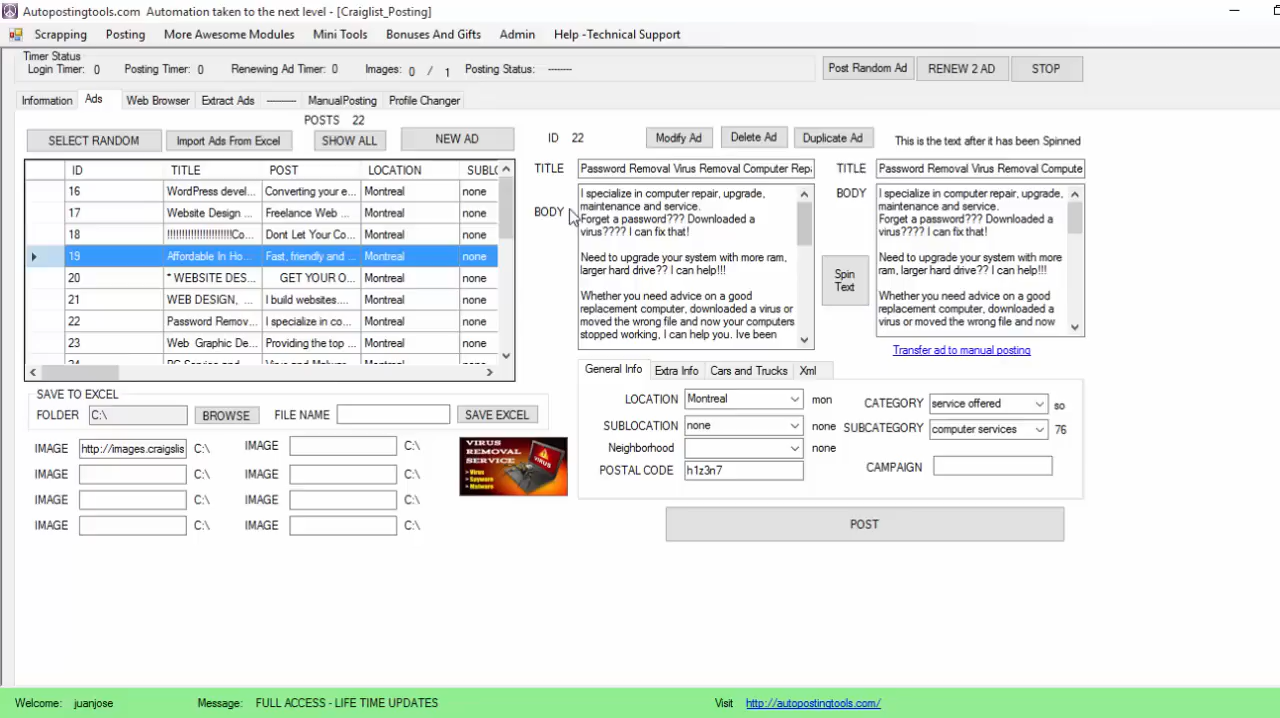 Autopostingtools.com Automation taken to the next level - [Craiglist_Posting]
Scrapping Posting More Awesome Modules Mini Tools Bonuses And Gifts Admin Help -Technical Support
Timer Status
Login Timer: 0 Posting Timer: 0 Renewing Ad Timer: 0 Images: 0 / 1 Posting Status: --------
Post Random Ad RENEW 2 AD STOP
Information Ads Web Browser Extract Ads ---------- ManualPosting Profile Changer
POSTS 22
SELECT RANDOM Import Ads From Excel SHOW ALL NEW AD
ID 22 Modify Ad Delete Ad Duplicate Ad This is the text after it has been Spinned
ID TITLE POST LOCATION SUBLO
16 WordPress devel... Converting your e... Montreal none
17 Website Design ... Freelance Web ... Montreal none
18 !!!!!!!!!!!!!!!!!!!!!!!Co... Dont Let Your Co... Montreal none
19 Affordable In Ho... Fast, friendly and ... Montreal none
20 * WEBSITE DES... GET YOUR O... Montreal none
21 WEB DESIGN, ... I build websites.... Montreal none
22 Password Remov... I specialize in co... Montreal none
23 Web Graphic De... Providing the top ... Montreal none
24 PC Service and ... Virus and Malwar... Montreal none
TITLE Password Removal Virus Removal Computer Repa
BODY I specialize in computer repair, upgrade,
maintenance and service.
Forget a password??? Downloaded a
virus???? I can fix that!
Need to upgrade your system with more ram,
larger hard drive?? I can help!!!
Whether you need advice on a good
replacement computer, downloaded a virus or
moved the wrong file and now your computers
stopped working, I can help you. Ive been
Spin
Text
TITLE Password Removal Virus Removal Compute
BODY I specialize in computer repair, upgrade,
maintenance and service.
Forget a password??? Downloaded a
virus???? I can fix that!
Need to upgrade your system with more
ram, larger hard drive?? I can help!!!
Whether you need advice on a good
replacement computer, downloaded a
virus or moved the wrong file and now
Transfer ad to manual posting
General Info Extra Info Cars and Trucks Xml
LOCATION Montreal mon
SUBLOCATION none none
Neighborhood none
POSTAL CODE h1z3n7
CATEGORY service offered so
SUBCATEGORY computer services 76
CAMPAIGN
POST
SAVE TO EXCEL
FOLDER C:\ BROWSE FILE NAME SAVE EXCEL
IMAGE http://images.craigslis C:\ IMAGE C:\
IMAGE C:\ IMAGE C:\
IMAGE C:\ IMAGE C:\
IMAGE C:\ IMAGE C:\
VIRUS
REMOVAL
SERVICE
> Virus
> Spyware
> Malware
VIRUS
Welcome: juanjose Message: FULL ACCESS - LIFE TIME UPDATES Visit http://autopostingtools.com/